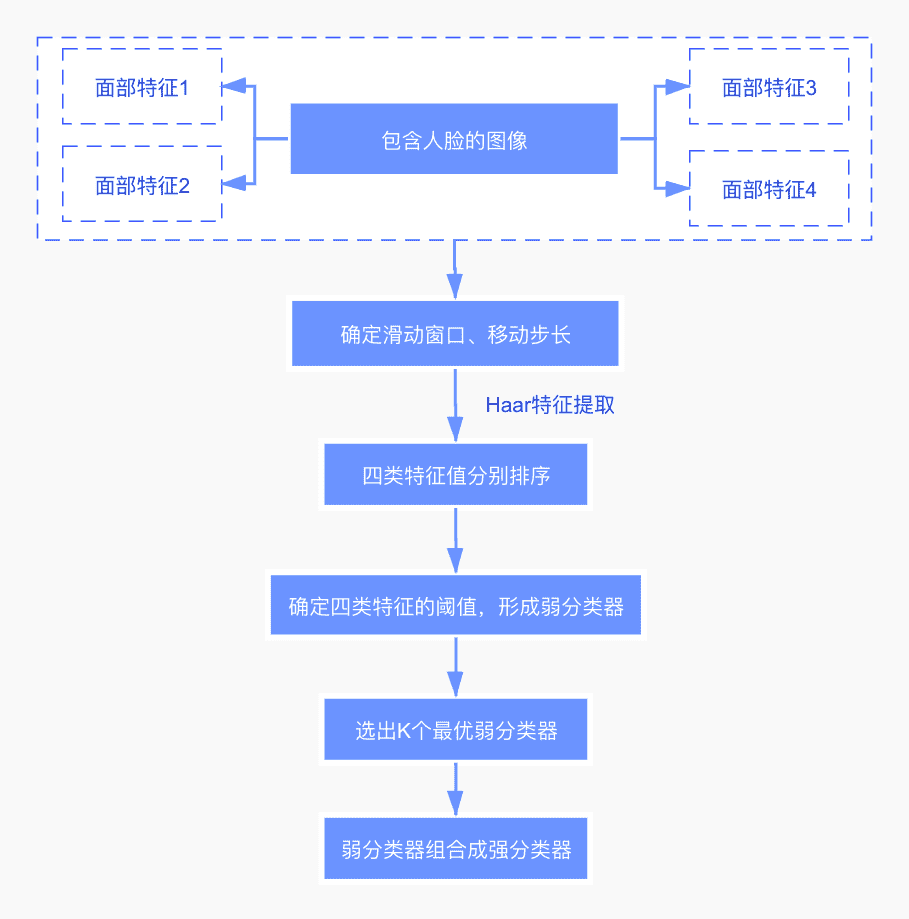 面部特征1
面部特征2
包含人脸的图像
面部特征3
面部特征4
确定滑动窗口、移动步长
Haar特征提取
四类特征值分别排序
确定四类特征的阈值，形成弱分类器
选出K个最优弱分类器
弱分类器组合成强分类器